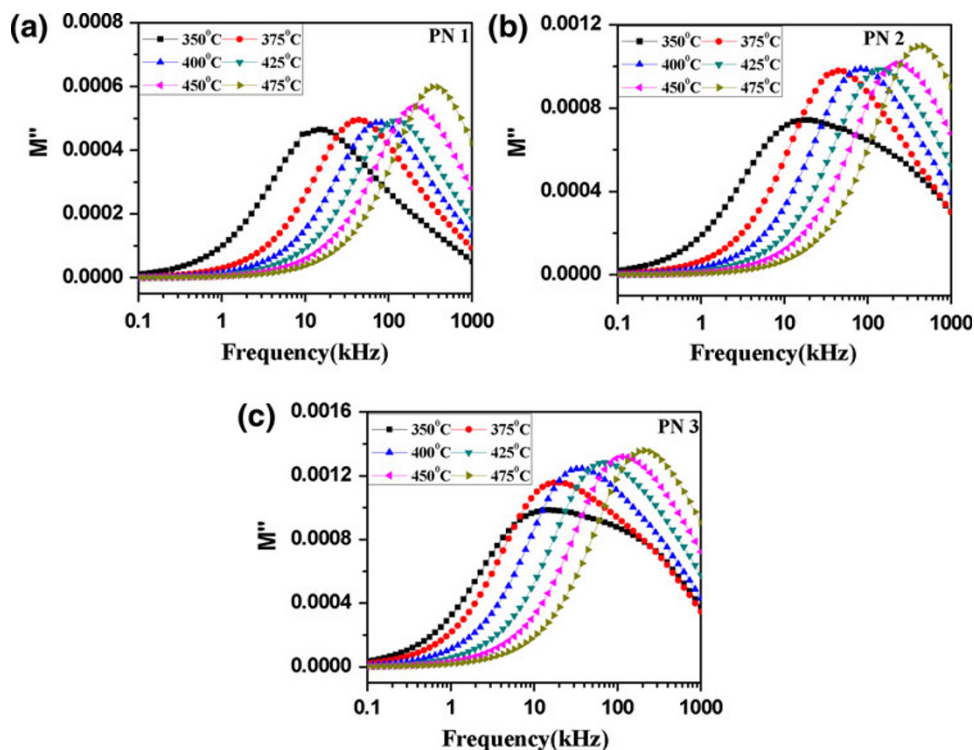 (a)
PN 1
350°C 375°C
400°C 425°C
450°C 475°C
0.0008
0.0006
0.0004
0.0002
0.0000
M"
0.1 1 10 100 1000
Frequency(kHz)
(b)
PN 2
350°C 375°C
400°C 425°C
450°C 475°C
0.0012
0.0008
0.0004
0.0000
M"
0.1 1 10 100 1000
Frequency(kHz)
(c)
PN 3
350°C 375°C
400°C 425°C
450°C 475°C
0.0016
0.0012
0.0008
0.0004
0.0000
M"
0.1 1 10 100 1000
Frequency(kHz)